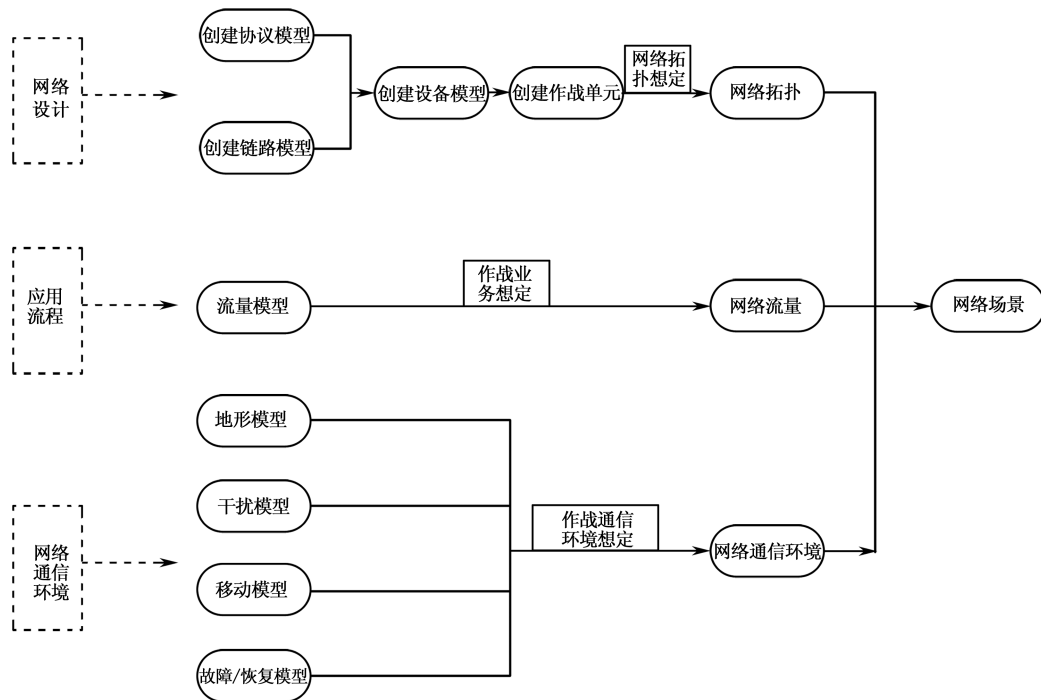 创建协议模型
网络
设计
创建设备模型
创建作战单元
网络拓
扑想定
网络拓扑
创建链路模型
应用
流程
流量模型
作战业
务想定
网络流量
网络场景
地形模型
干扰模型
网络
通信
环境
作战通信
环境想定
网络通信环境
移动模型
故障/恢复模型